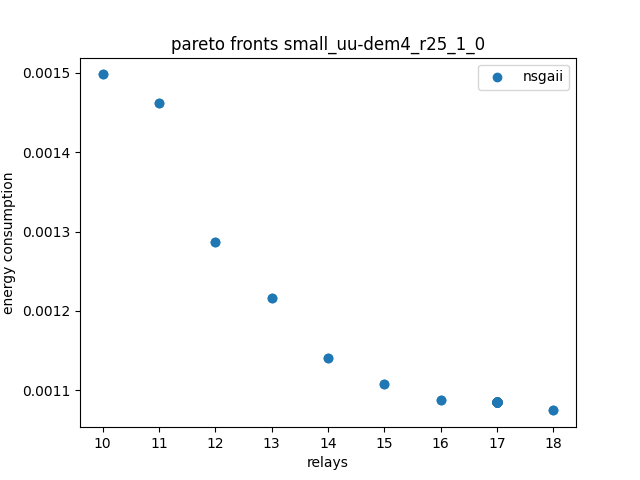 pareto fronts small_uu-dem4_r25_1_0
nsgaii
0.0015
0.0014
0.0013
0.0012
0.0011
energy consumption
10 11 12 13 14 15 16 17 18
relays